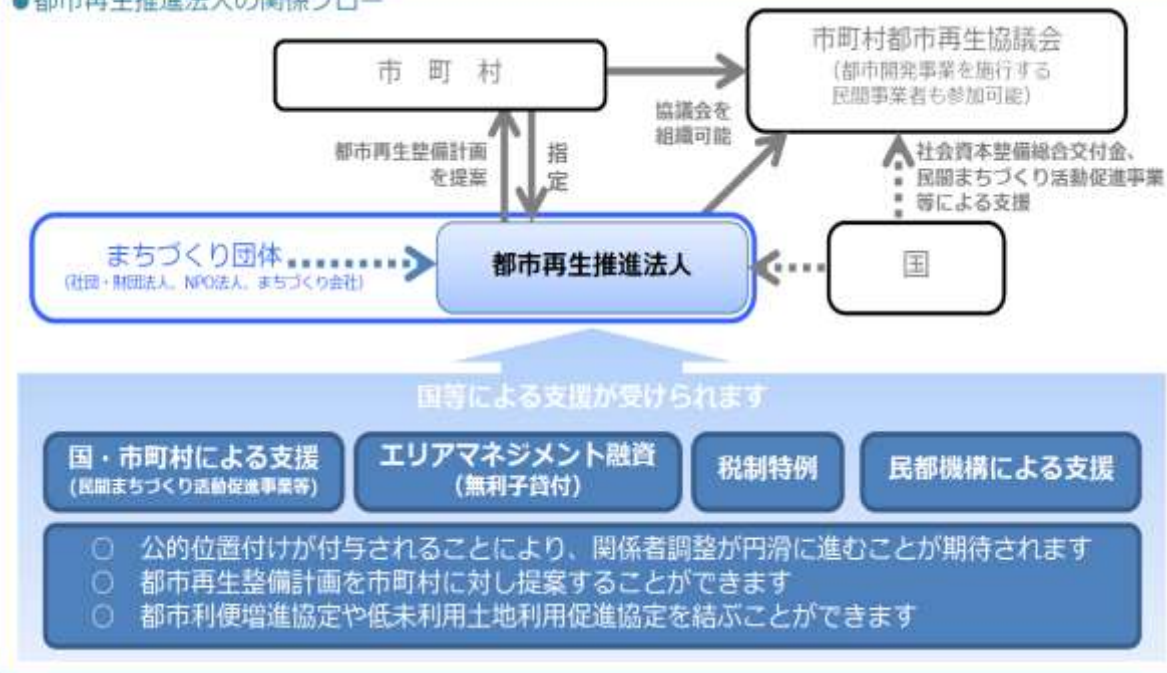 ●都市再生推進法人の関係フロー
市 町 村
市町村都市再生協議会
(都市開発事業を施行する
民間事業者も参加可能)
協議会を
組織可能
都市再生整備計画
を提案
指
定
社会資本整備総合交付金、
民間まちづくり活動促進事業
等による支援
まちづくり団体
(社団・財団法人、NPO法人、まちづくり会社)
都市再生推進法人
国
国等による支援が受けられます
国・市町村による支援
(民間まちづくり活動促進事業等)
エリアマネジメント融資
(無利子貸付)
税制特例
民都機構による支援
○ 公的位置付けが付与されることにより、関係者調整が円滑に進むことが期待されます
○ 都市再生整備計画を市町村に対し提案することができます
○ 都市利便増進協定や低未利用土地利用促進協定を結ぶことができます